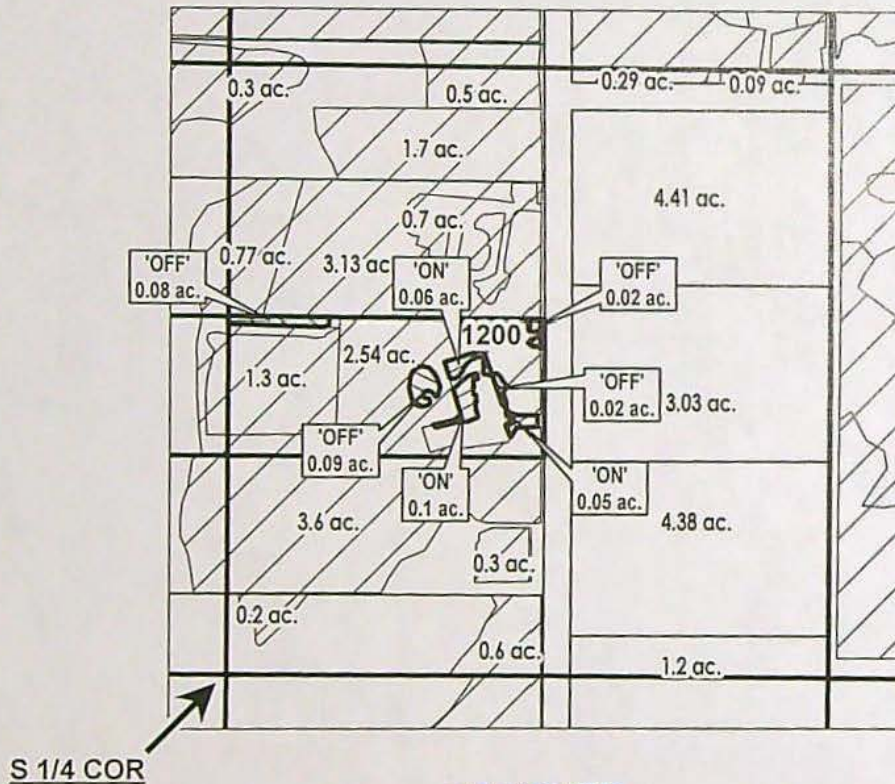 0.3 ac.
0.5 ac.
0.29 ac.
0.09 ac.
1.7 ac.
4.41 ac.
0.7 ac.
0.77 ac.
3.13 ac
'OFF'
0.08 ac.
'ON'
0.06 ac.
'OFF'
0.02 ac.
1200
2.54 ac.
1.3 ac.
'OFF'
0.02 ac.
3.03 ac.
'OFF'
0.09 ac.
'ON'
0.1 ac.
'ON'
0.05 ac.
3.6 ac.
4.38 ac.
0.3 ac.
0.2 ac.
0.6 ac.
1.2 ac.
S 1/4 COR